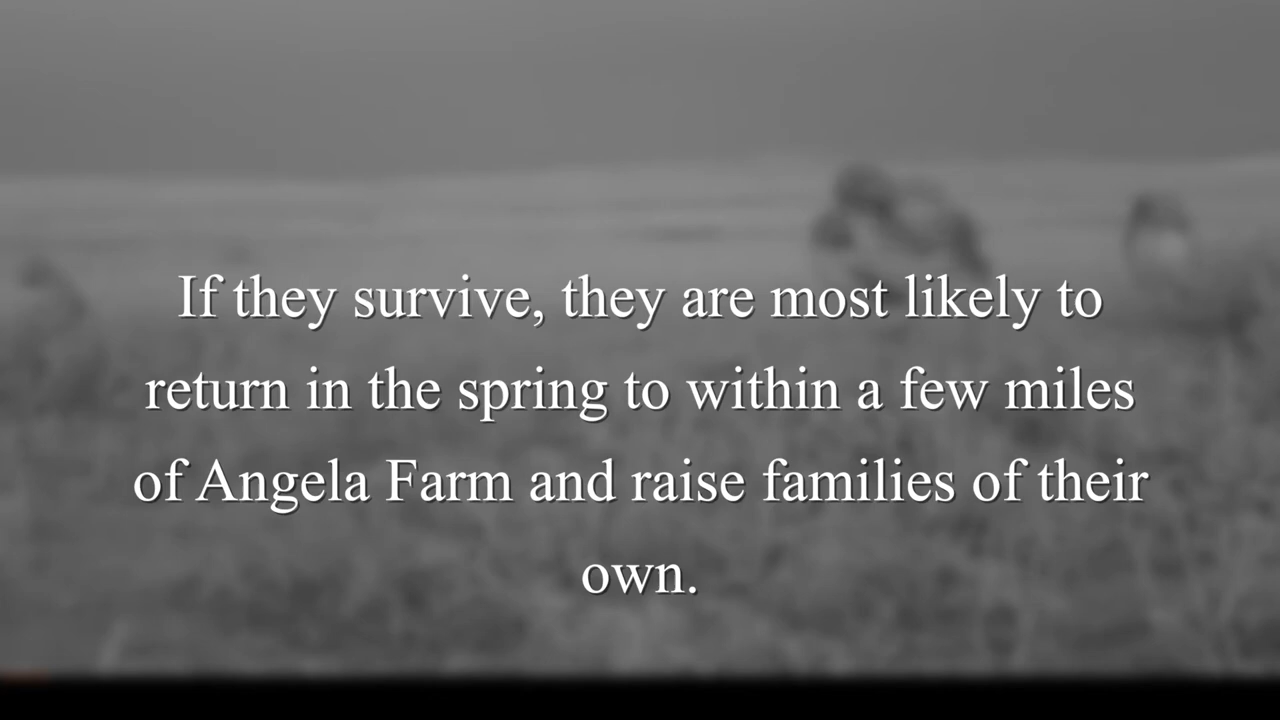 If they survive, they are most likely to
return in the spring to within a few miles
of Angela Farm and raise families of their
own.